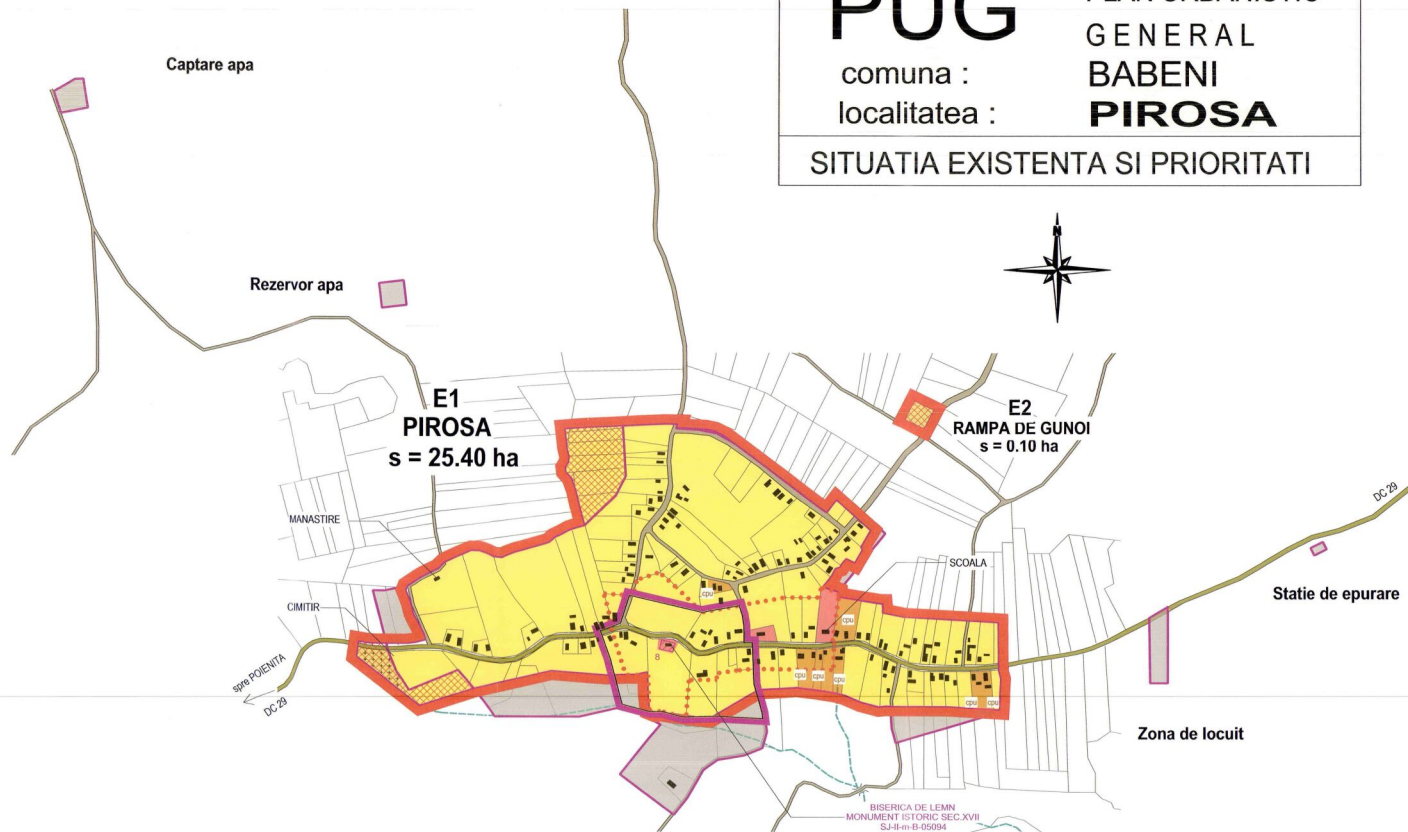 PUG
GENERAL
comuna : BABENI
localitatea : PIROSA
SITUATIA EXISTENTA SI PRIORITATI
Captare apa
N
Rezervor apa
E1
PIROSA
s = 25.40 ha
E2
RAMPA DE GUNOI
s = 0.10 ha
DC 29
MANASTIRE
SCOALA
Statie de epurare
cpu
CIMITIR
cpu
8
spre POIENITA
DC 29
cpu cpu cpu
cpu cpu
Zona de locuit
BISERICA DE LEMN
MONUMENT ISTORIC SEC.XVII
SJ-II-m-B-05094